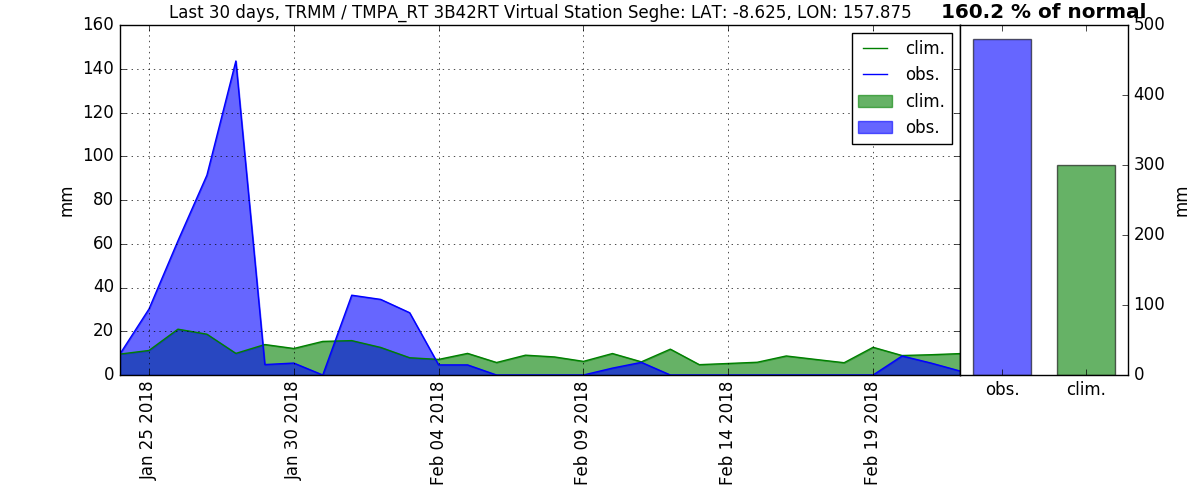 Last 30 days, TRMM / TMPA_RT 3B42RT Virtual Station Seghe: LAT: -8.625, LON: 157.875
160.2 % of normal
160
140
120
100
80
60
40
20
0
mm
clim.
obs.
clim.
obs.
Jan 25 2018
Jan 30 2018
Feb 04 2018
Feb 09 2018
Feb 14 2018
Feb 19 2018
500
400
300
200
100
0
mm
obs.
clim.